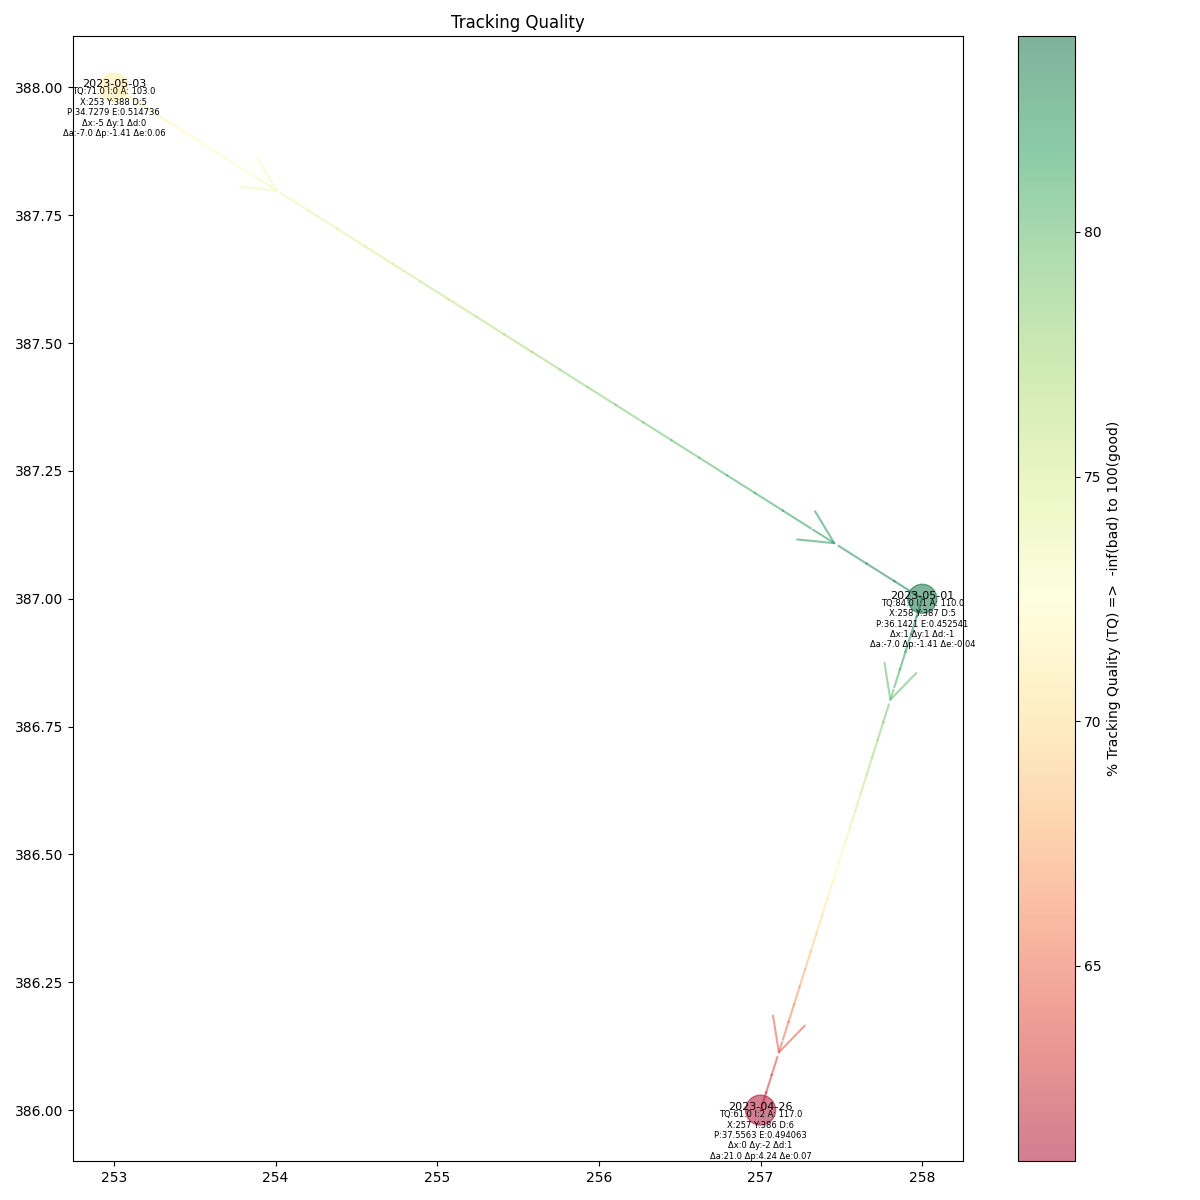 Tracking Quality
388.00
387.75
387.50
387.25
387.00
386.75
386.50
386.25
386.00
2023-05-03
TQ:71.0 I:0 A: 103.0
X:253 Y:388 D:5
P:34.7279 E:0.514736
Δx:-5 Δy:1 Δd:0
Δa:-7.0 Δp:-1.41 Δe:0.06
2023-05-01
TQ:84.0 I:1 A: 110.0
X:258 Y:387 D:5
P:36.1421 E:0.452541
Δx:1 Δy:1 Δd:-1
Δa:-7.0 Δp:-1.41 Δe:-0.04
2023-04-26
TQ:61.0 I:2 A: 117.0
X:257 Y:386 D:6
P:37.5563 E:0.494063
Δx:0 Δy:-2 Δd:1
Δa:21.0 Δp:4.24 Δe:0.07
253 254 255 256 257 258
80
75
70
65
% Tracking Quality (TQ) => -inf(bad) to 100(good)